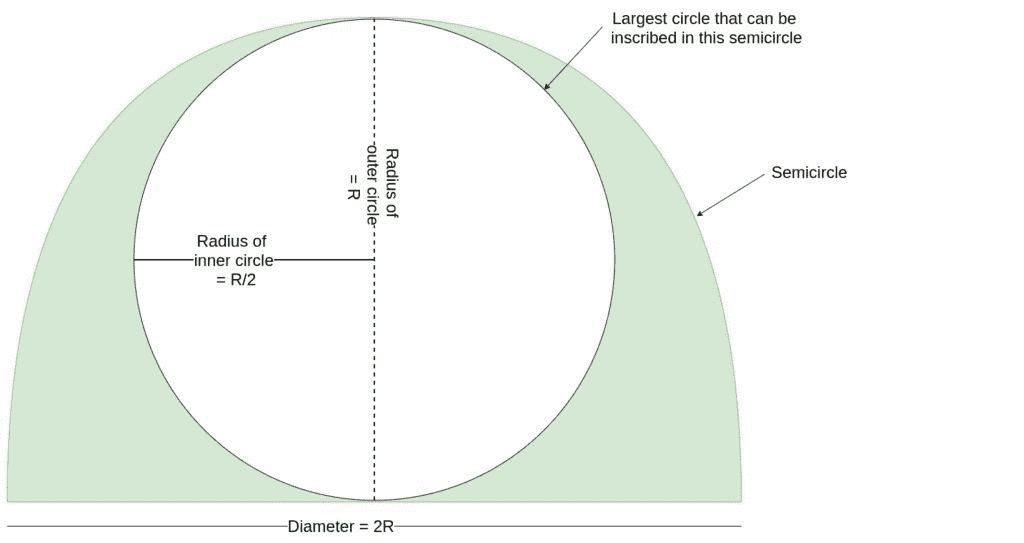 Largest circle that can be
inscribed in this semicircle
Semicircle
Radius of
outer circle
= R
Radius of
inner circle
= R/2
Diameter = 2R